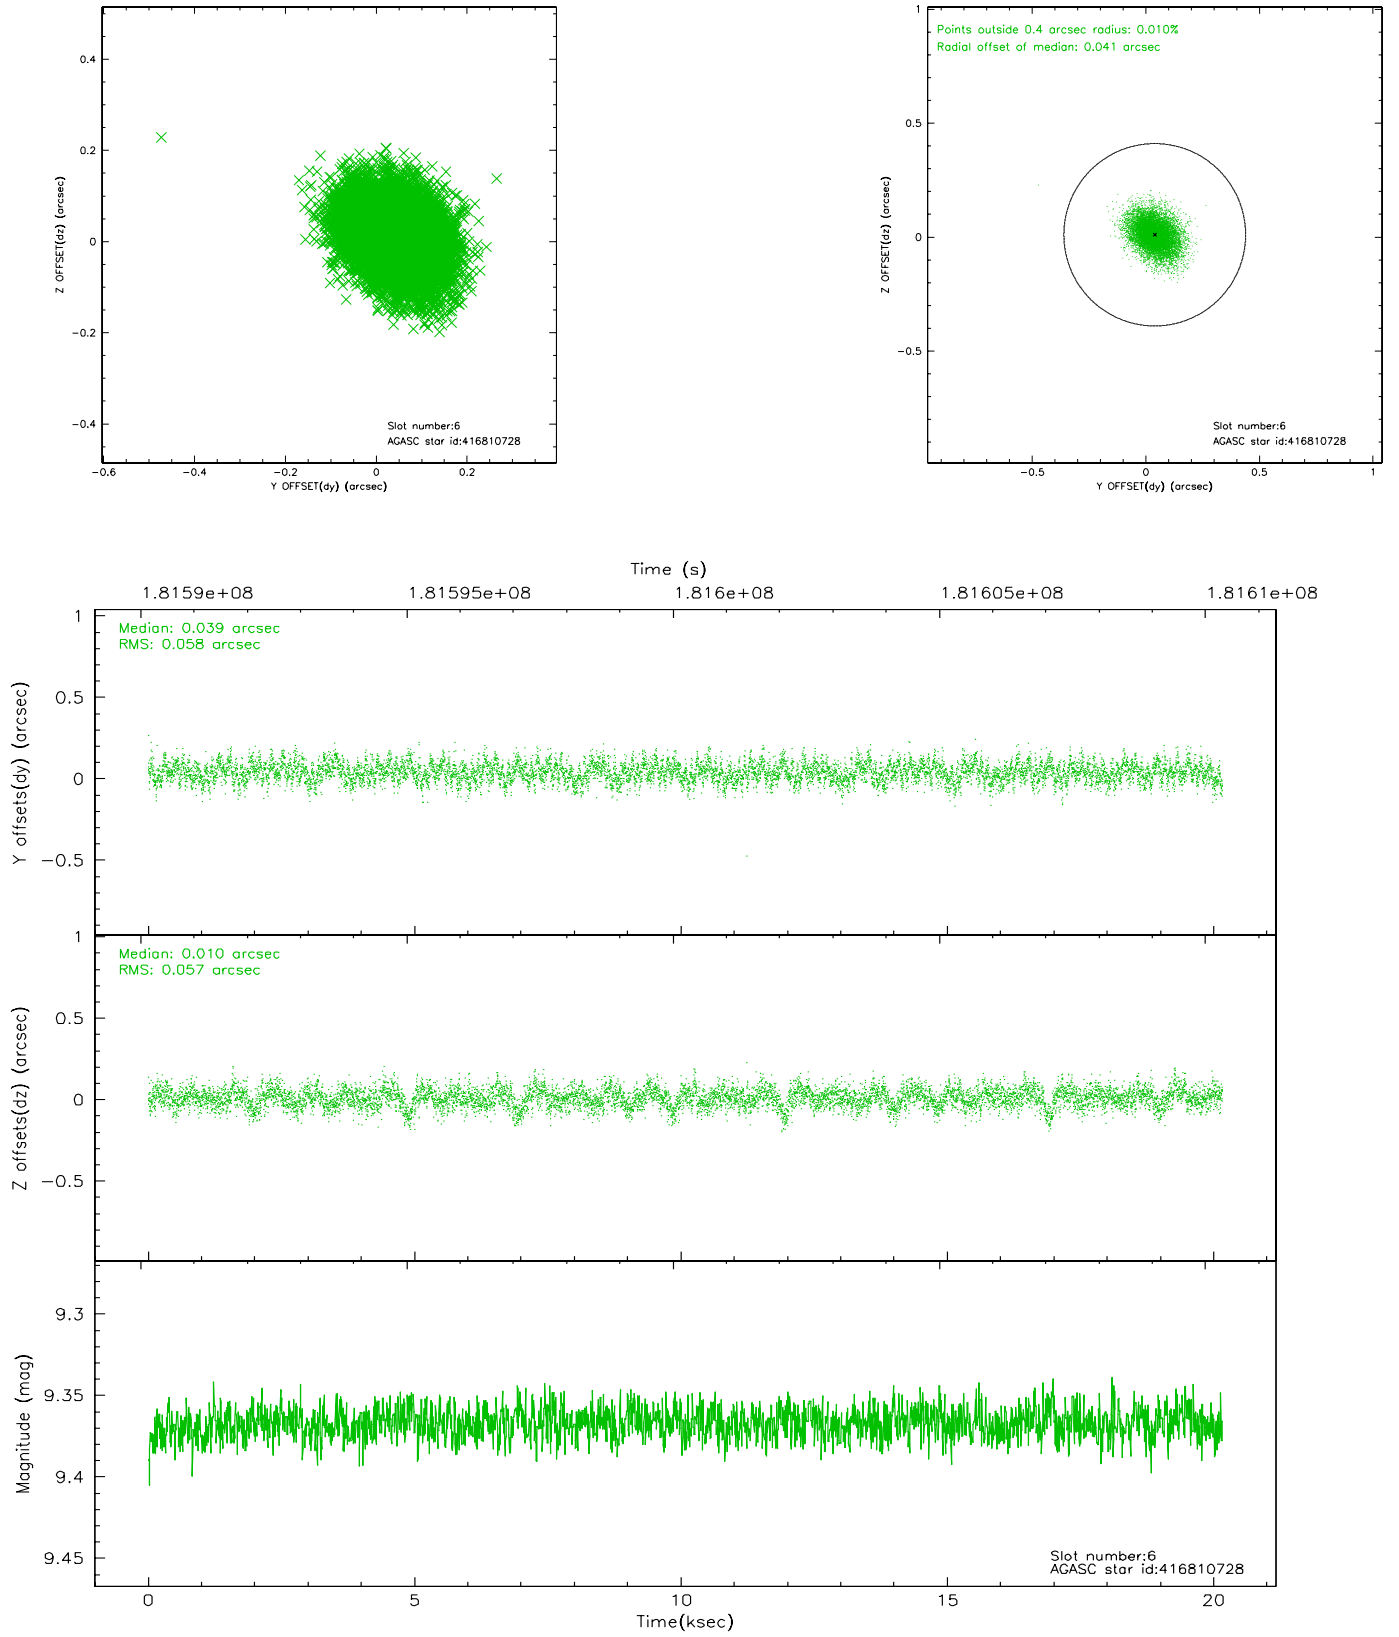 0.4
0.2
0
−0.2
−0.4
Z OFFSET(dz) (arcsec)
Slot number:6
AGASC star id:416810728
−0.6
−0.4
−0.2
0
0.2
Y OFFSET(dy) (arcsec)
Points outside 0.4 arcsec radius: 0.010%
Radial offset of median: 0.041 arcsec
1
0.5
0
−0.5
Z OFFSET(dz) (arcsec)
Slot number:6
AGASC star id:416810728
−0.5
0
0.5
1
Y OFFSET(dy) (arcsec)
Time (s)
1.8159e+08
1.81595e+08
1.816e+08
1.81605e+08
1.8161e+08
Median: 0.039 arcsec
RMS: 0.058 arcsec
1
0.5
0
−0.5
Y offsets(dy) (arcsec)
Median: 0.010 arcsec
RMS: 0.057 arcsec
1
0.5
0
−0.5
Z offsets(dz) (arcsec)
9.3
9.35
9.4
9.45
Magnitude (mag)
Slot number:6
AGASC star id:416810728
0
5
10
15
20
Time(ksec)